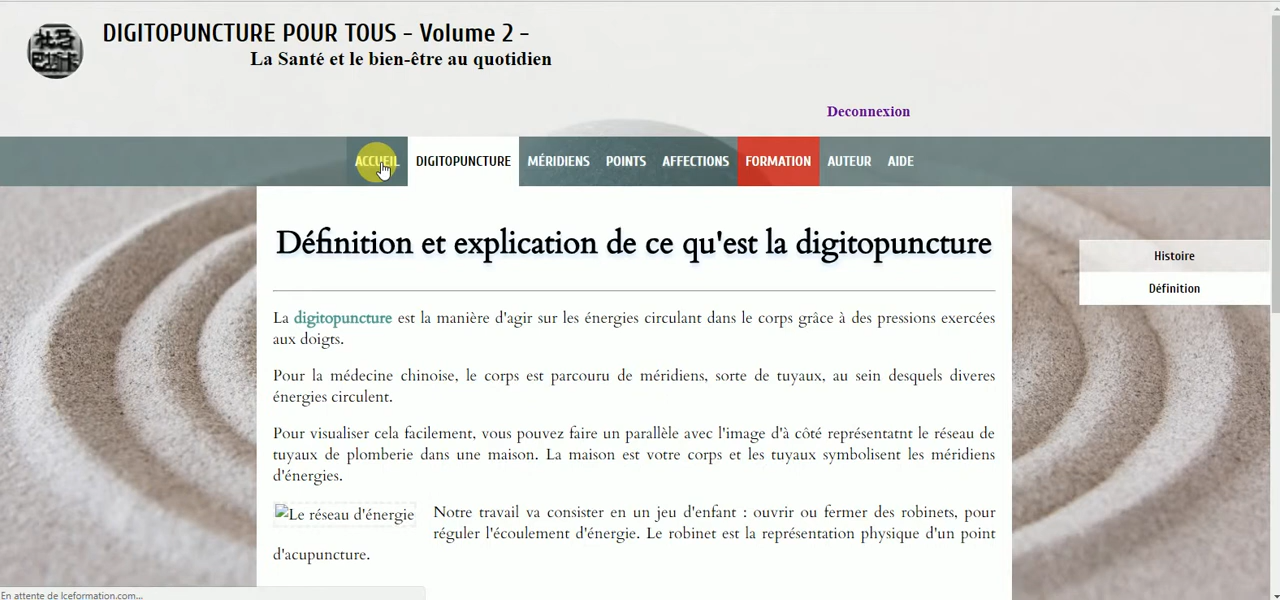 DIGITOPUNCTURE POUR TOUS - Volume 2 -
La Santé et le bien-être au quotidien
Deconnexion
ACCUEIL DIGITOPUNCTURE MÉRIDIENS POINTS AFFECTIONS FORMATION AUTEUR AIDE
Définition et explication de ce qu'est la digitopuncture
Histoire
Définition
La digitopuncture est la manière d'agir sur les énergies circulant dans le corps grâce à des pressions exercées
aux doigts.
Pour la médecine chinoise, le corps est parcouru de méridiens, sorte de tuyaux, au sein desquels diveres
énergies circulent.
Pour visualiser cela facilement, vous pouvez faire un parallèle avec l'image d'à côté représentatnt le réseau de
tuyaux de plomberie dans une maison. La maison est votre corps et les tuyaux symbolisent les méridiens
d'énergies.
Le réseau d'énergie
Notre travail va consister en un jeu d'enfant : ouvrir ou fermer des robinets, pour
réguler l'écoulement d'énergie. Le robinet est la représentation physique d'un point
d'acupuncture.
En attente de lceformation.com...